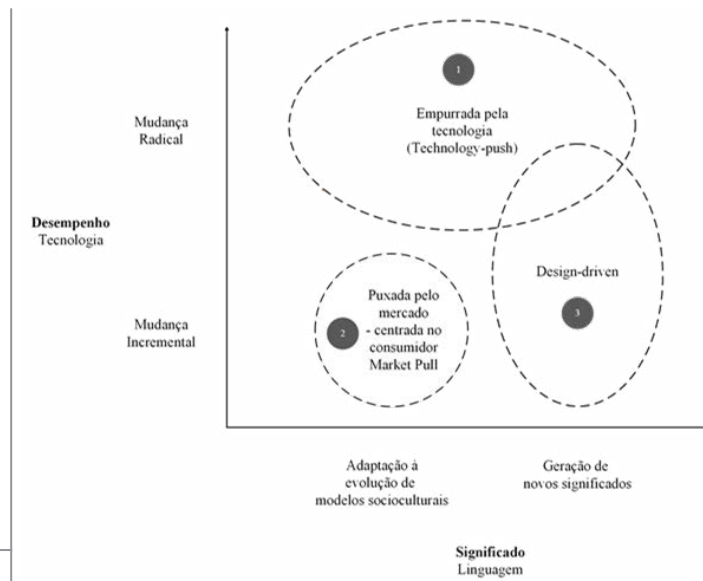 1
Empurrada pela
tecnologia
(Technology-push)
Mudança
Radical
Desempenho
Tecnologia
Design-driven
3
Puxada pelo
mercado
- centrada no
consumidor
Market Pull
2
Mudança
Incremental
Adaptação à
evolução de
modelos socioculturais
Geração de
novos significados
Significado
Linguagem